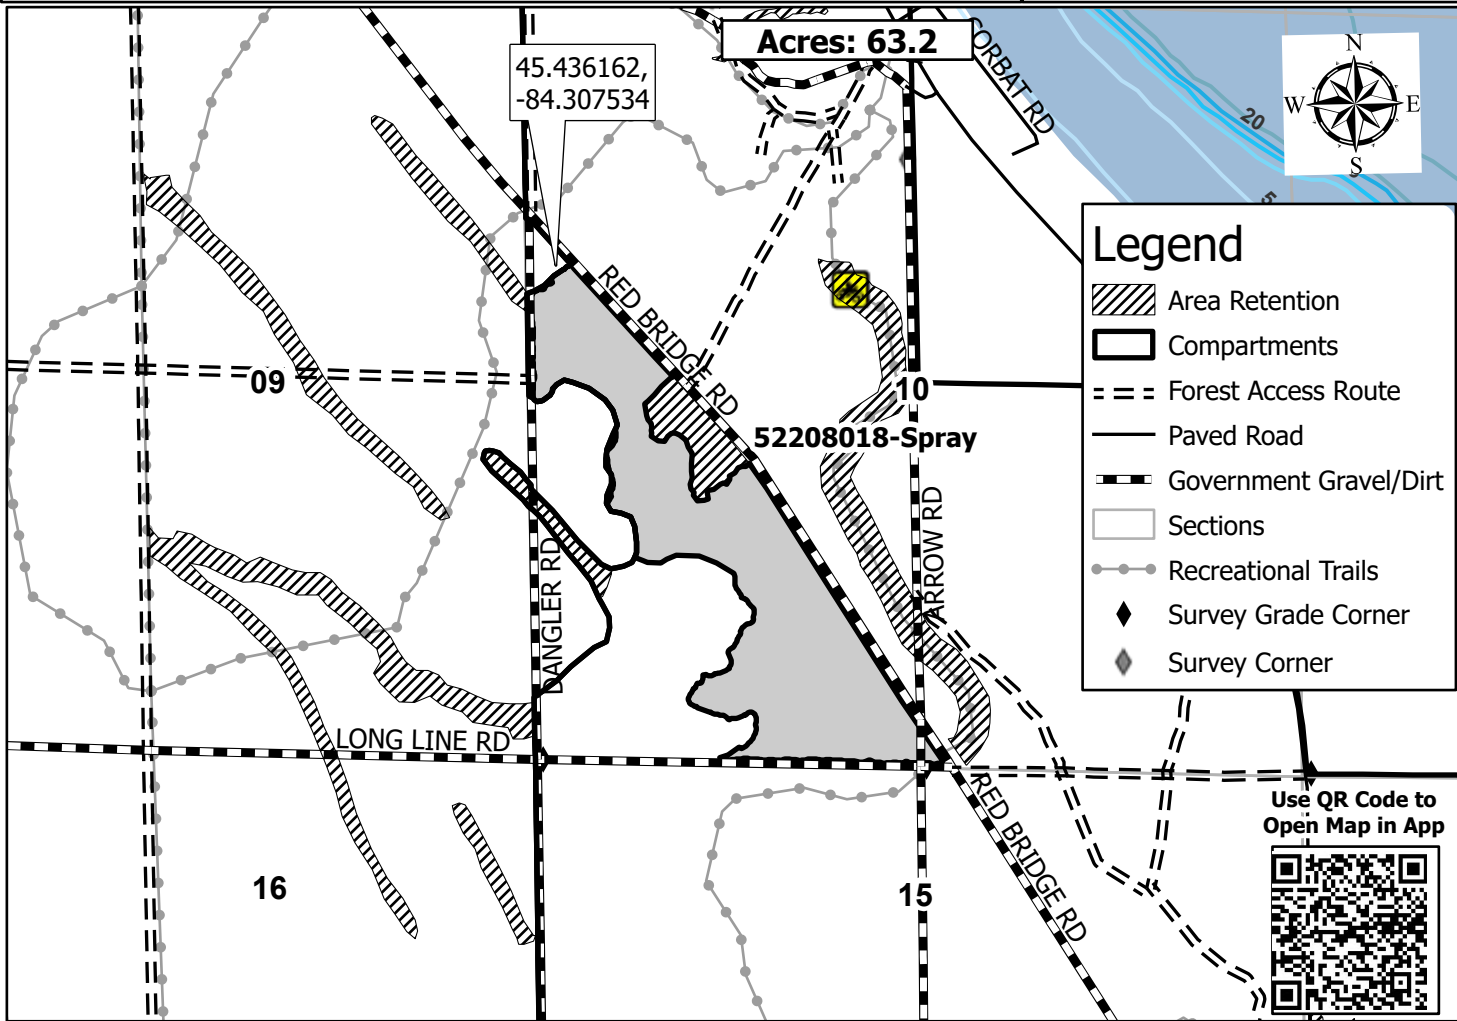 Acres: 63.2
45.436162,
-84.307534
CORBAT RD
20
5
N
W E
S
Legend
Area Retention
Compartments
Forest Access Route
Paved Road
Government Gravel/Dirt
Sections
Recreational Trails
Survey Grade Corner
Survey Corner
RED BRIDGE RD
09
10
52208018-Spray
ARROW RD
DANGLER RD
LONG LINE RD
RED BRIDGE RD
16
15
Use QR Code to
Open Map in App